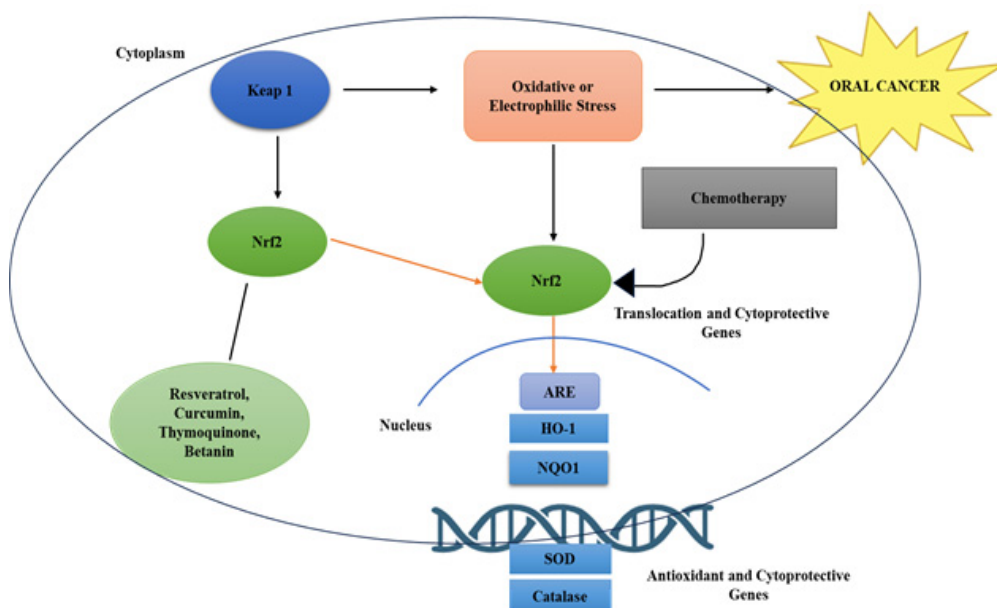 Cytoplasm
Keap 1
Oxidative or
Electrophilic Stress
ORAL CANCER
Chemotherapy
Nrf2
Nrf2
Translocation and Cytoprotective
Genes
Resveratrol,
Curcumin,
Thymoquinone,
Betanin
Nucleus
ARE
HO-1
NQO1
SOD
Catalase
Antioxidant and Cytoprotective
Genes